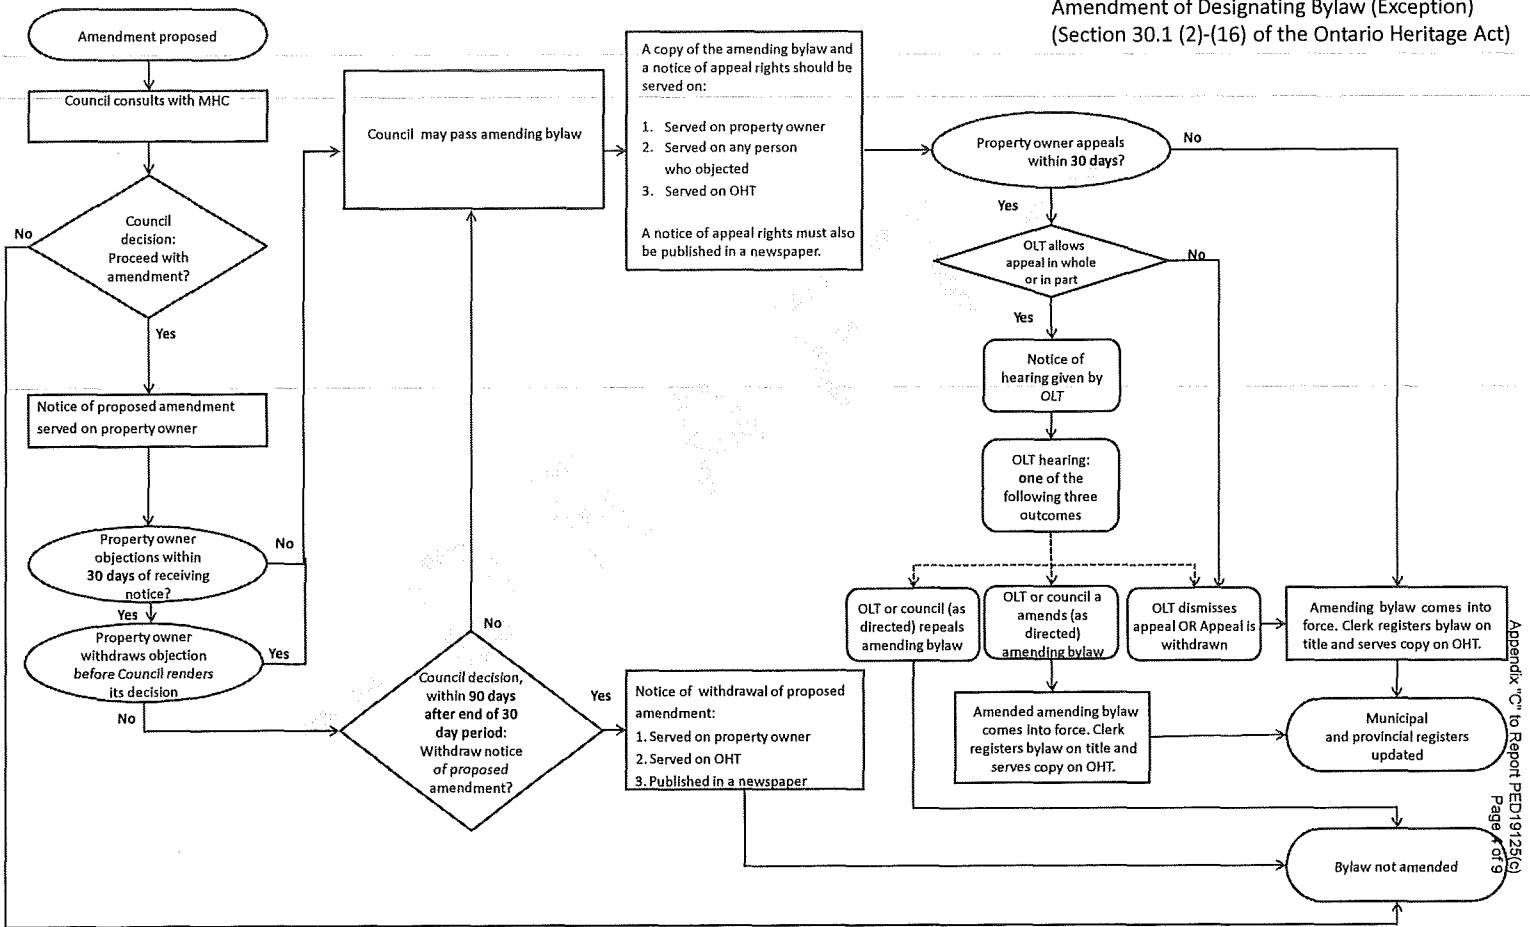 Amendment of Designating Bylaw (Exception)
(Section 30.1 (2)-(16) of the Ontario Heritage Act)
Amendment proposed
Council consults with MHC
Council
decision:
Proceed with
amendment?
No
Yes
Notice of proposed amendment
served on property owner
Property owner
objections within
30 days of receiving
notice?
No
Yes
Property owner
withdraws objection
before Council renders
its decision
Yes
No
Council may pass amending bylaw
Council decision,
within 90 days
after end of 30
day period:
Withdraw notice
of proposed
amendment?
No
Yes
A copy of the amending bylaw and
a notice of appeal rights should be
served on:
1. Served on property owner
2. Served on any person
who objected
3. Served on OHT
A notice of appeal rights must also
be published in a newspaper.
Notice of withdrawal of proposed
amendment:
1. Served on property owner
2. Served on OHT
3. Published in a newspaper
Property owner appeals
within 30 days?
No
Yes
OLT allows
appeal in whole
or in part
No
Yes
Notice of
hearing given by
OLT
OLT hearing:
one of the
following three
outcomes
OLT or council (as
directed) repeals
amending bylaw
OLT or council a
amends (as
directed)
amending bylaw
OLT dismisses
appeal OR Appeal is
withdrawn
Amending bylaw comes into
force. Clerk registers bylaw on
title and serves copy on OHT.
Amended amending bylaw
comes into force. Clerk
registers bylaw on title and
serves copy on OHT.
Municipal
and provincial registers
updated
Bylaw not amended
Appendix "C" to Report PED19125(c)
Page 4 of 9